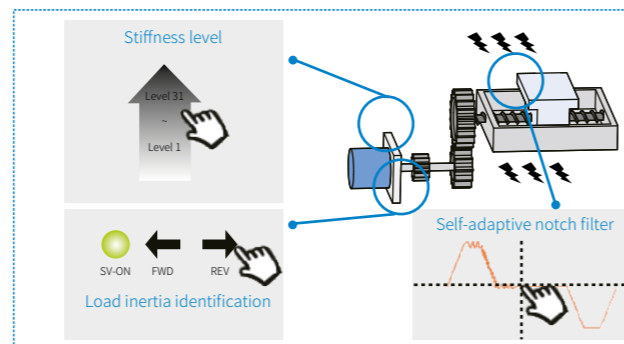 Stiffness level
Level 31
~
Level 1
SV-ON FWD REV
Load inertia identification
Self-adaptive notch filter